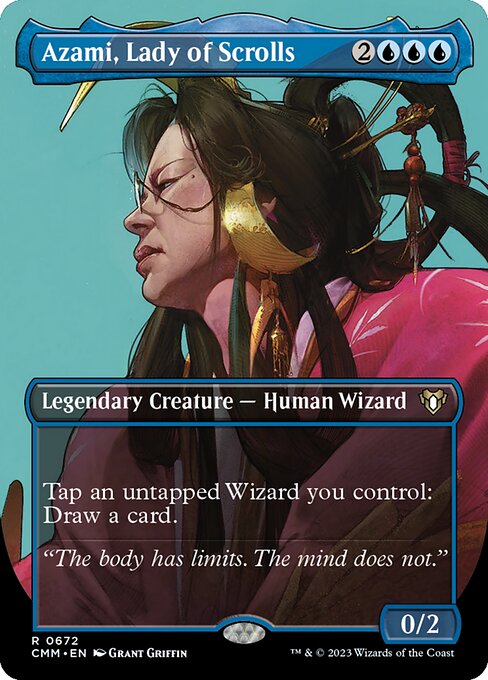 Azami, Lady of Scrolls 2
Legendary Creature — Human Wizard
Tap an untapped Wizard you control:
Draw a card.
“The body has limits. The mind does not.”
0/2
R 0672
CMM • EN Grant Griffin ™ & © 2023 Wizards of the Coast